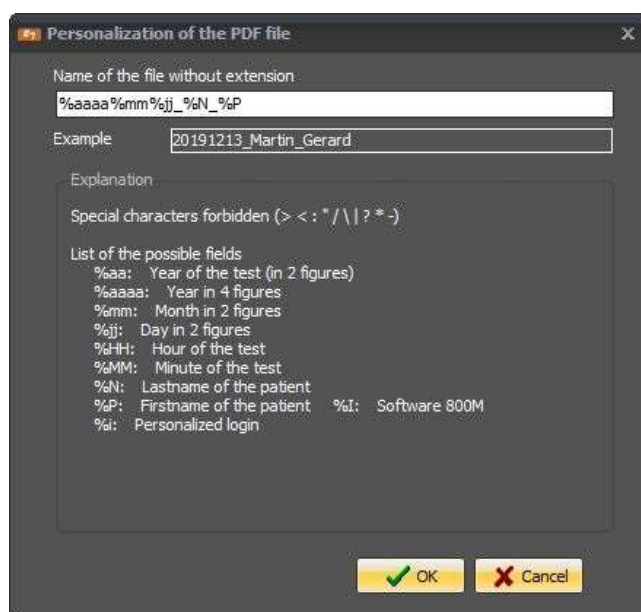 Personalization of the PDF file
Name of the file without extension
%aaaa%mm%jj_%N_%P
Example 20191213_Martin_Gerard
Explanation
Special characters forbidden (> < : " / \ | ? * -)
List of the possible fields
%aa: Year of the test (in 2 figures)
%aaaa: Year in 4 figures
%mm: Month in 2 figures
%jj: Day in 2 figures
%HH: Hour of the test
%MM: Minute of the test
%N: Lastname of the patient
%P: Firstname of the patient %I: Software 800M
%i: Personalized login
OK Cancel